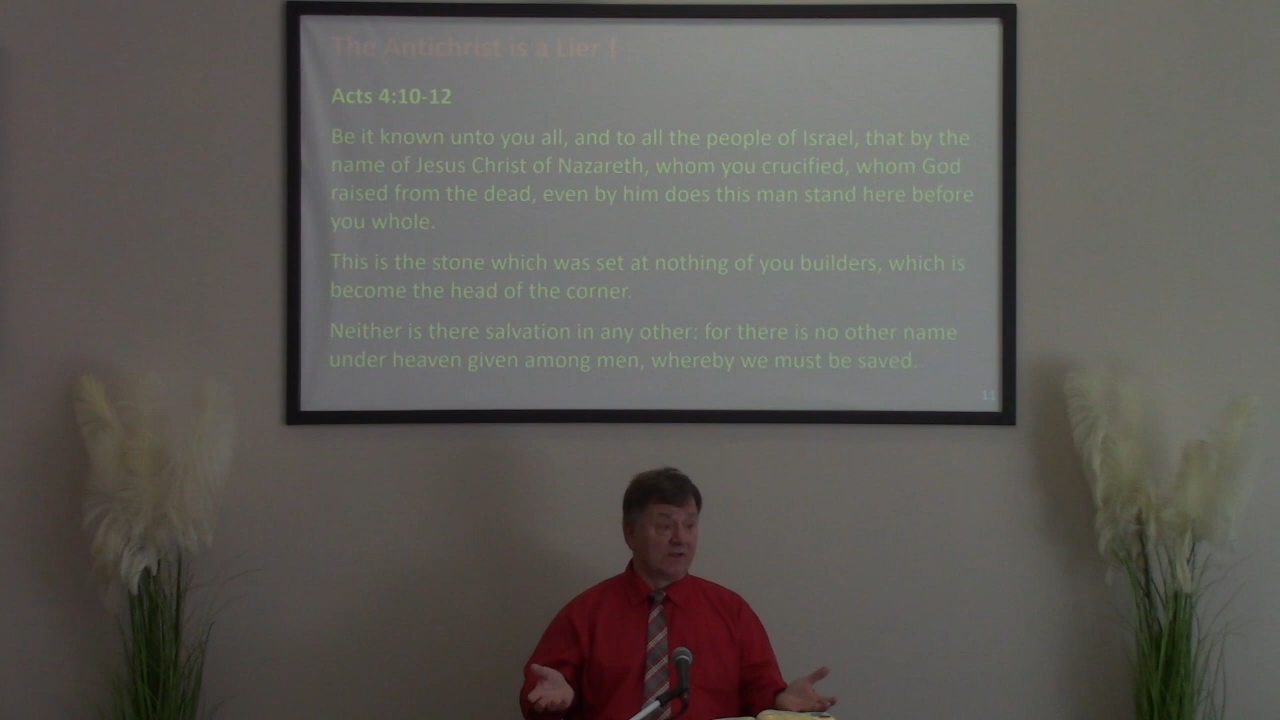 The Antichrist is a Lier !
Acts 4:10-12
Be it known unto you all, and to all the people of Israel, that by the
name of Jesus Christ of Nazareth, whom you crucified, whom God
raised from the dead, even by him does this man stand here before
you whole.
This is the stone which was set at nothing of you builders, which is
become the head of the corner.
Neither is there salvation in any other: for there is no other name
under heaven given among men, whereby we must be saved.